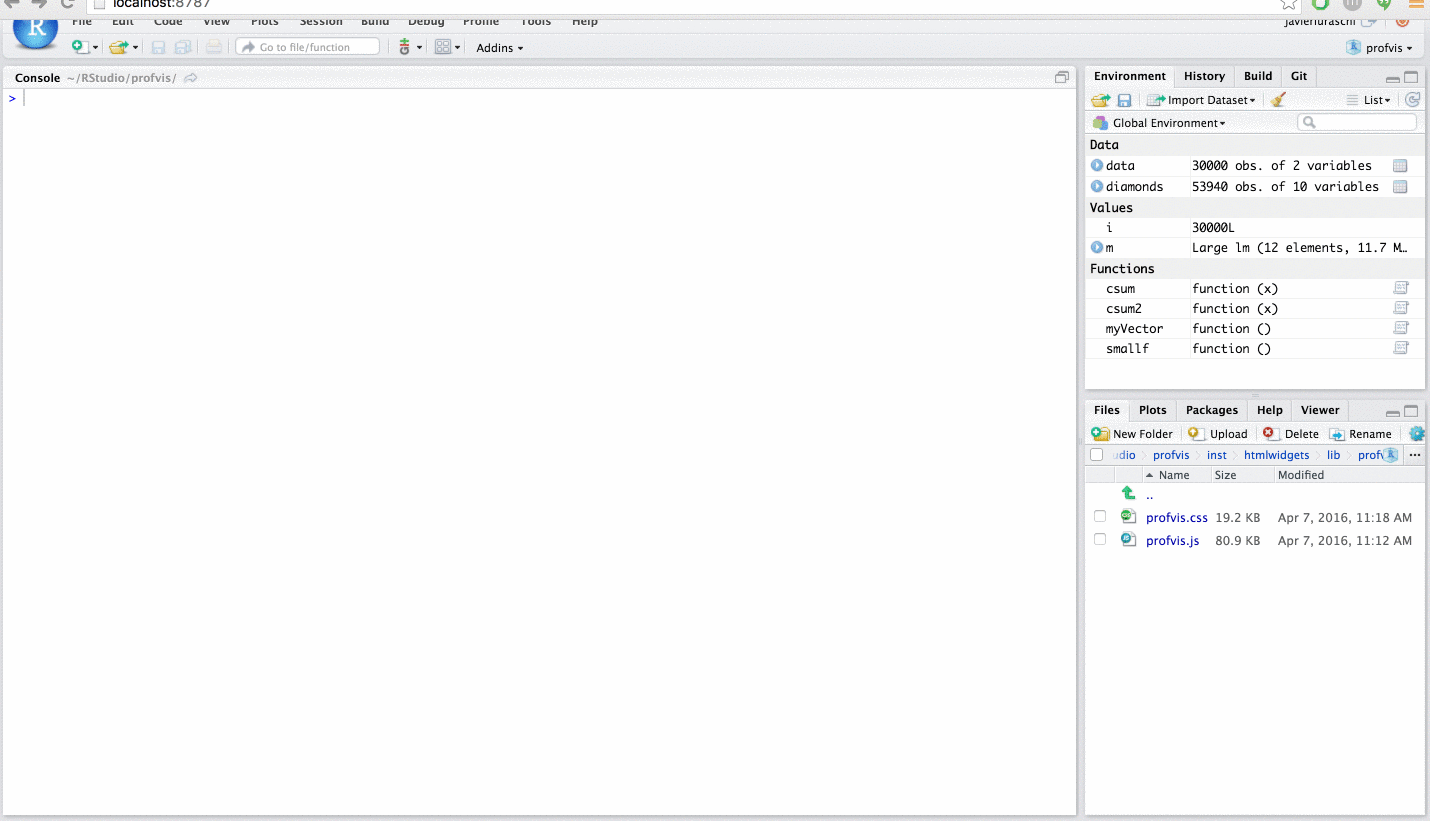 localhost:8787
File Edit Code View Plots Session Build Debug Profile Tools Help
javierluraschi
R
Go to file/function
Addins
profvis
Console ~/RStudio/profvis/
>
Environment History Build Git
Import Dataset List
Global Environment
Data
data 30000 obs. of 2 variables
diamonds 53940 obs. of 10 variables
Values
i 30000L
m Large lm (12 elements, 11.7 M…
Functions
csum function (x)
csum2 function (x)
myVector function ()
smallf function ()
Files Plots Packages Help Viewer
New Folder Upload Delete Rename
udio profvis inst htmlwidgets lib profv R ...
Name Size Modified
..
profvis.css 19.2 KB Apr 7, 2016, 11:18 AM
profvis.js 80.9 KB Apr 7, 2016, 11:12 AM